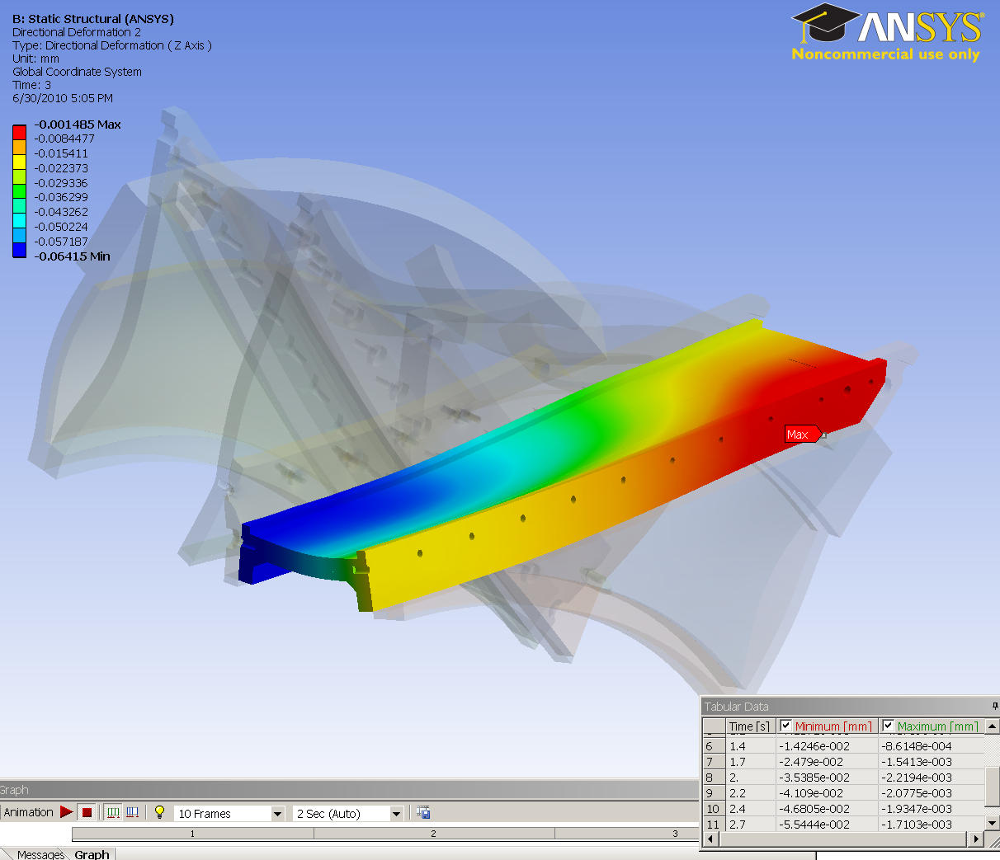 B: Static Structural (ANSYS)
Directional Deformation 2
Type: Directional Deformation ( Z Axis )
Unit: mm
Global Coordinate System
Time: 3
6/30/2010 5:05 PM
ANSYS
Noncommercial use only
-0.001485 Max
-0.0084477
-0.015411
-0.022373
-0.029336
-0.036299
-0.043262
-0.050224
-0.057187
-0.06415 Min
Max
Tabular Data
Time [s] Minimum [mm] Maximum [mm]
6 1.4 -1.4246e-002 -8.6148e-004
7 1.7 -2.479e-002 -1.5413e-003
8 2. -3.5385e-002 -2.2194e-003
9 2.2 -4.109e-002 -2.0775e-003
10 2.4 -4.6805e-002 -1.9347e-003
11 2.7 -5.5444e-002 -1.7103e-003
Graph
Animation 10 Frames 2 Sec (Auto)
1 2 3
Messages Graph